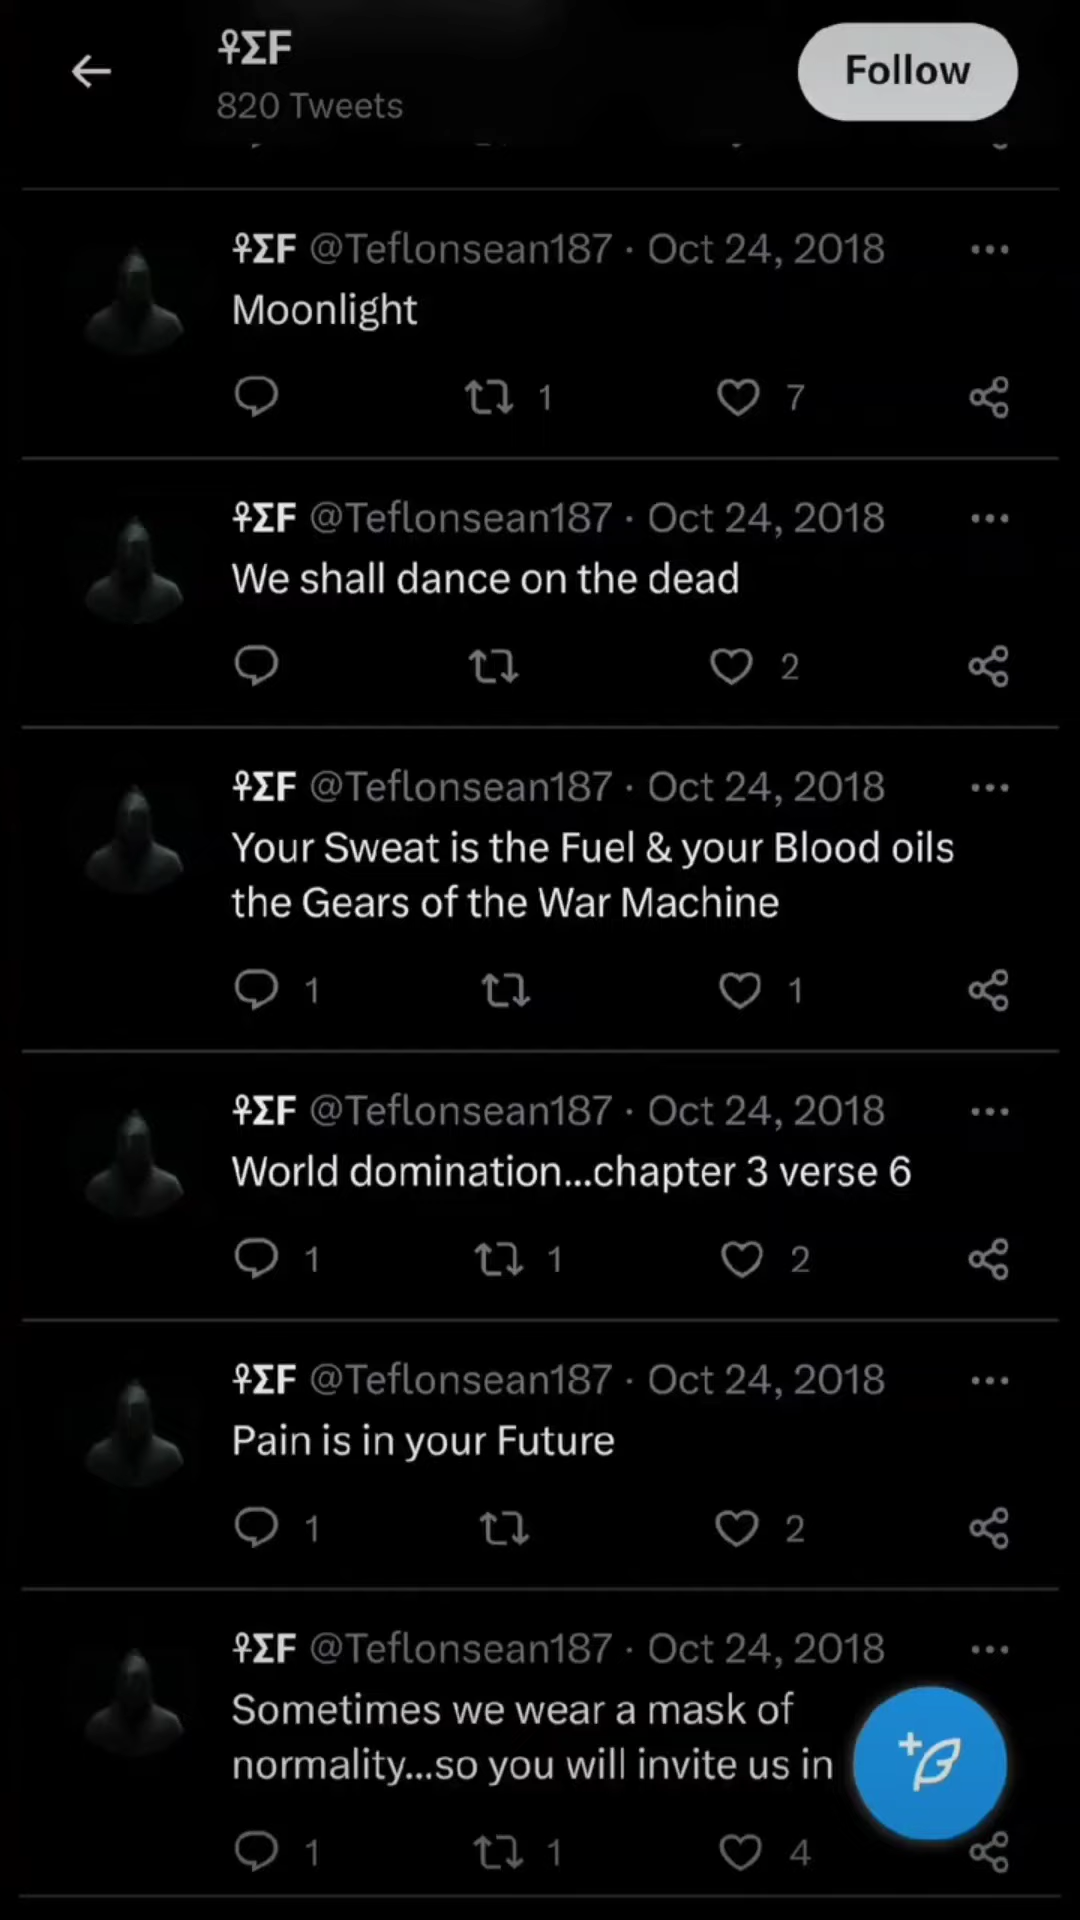 ⚨ΣF
820 Tweets
Follow
⚨ΣF @Teflonsean187 · Oct 24, 2018
Moonlight
1
7
⚨ΣF @Teflonsean187 · Oct 24, 2018
We shall dance on the dead
2
⚨ΣF @Teflonsean187 · Oct 24, 2018
Your Sweat is the Fuel & your Blood oils
the Gears of the War Machine
1
1
⚨ΣF @Teflonsean187 · Oct 24, 2018
World domination...chapter 3 verse 6
1
1
2
⚨ΣF @Teflonsean187 · Oct 24, 2018
Pain is in your Future
1
2
⚨ΣF @Teflonsean187 · Oct 24, 2018
Sometimes we wear a mask of
normality...so you will invite us in
1
1
4